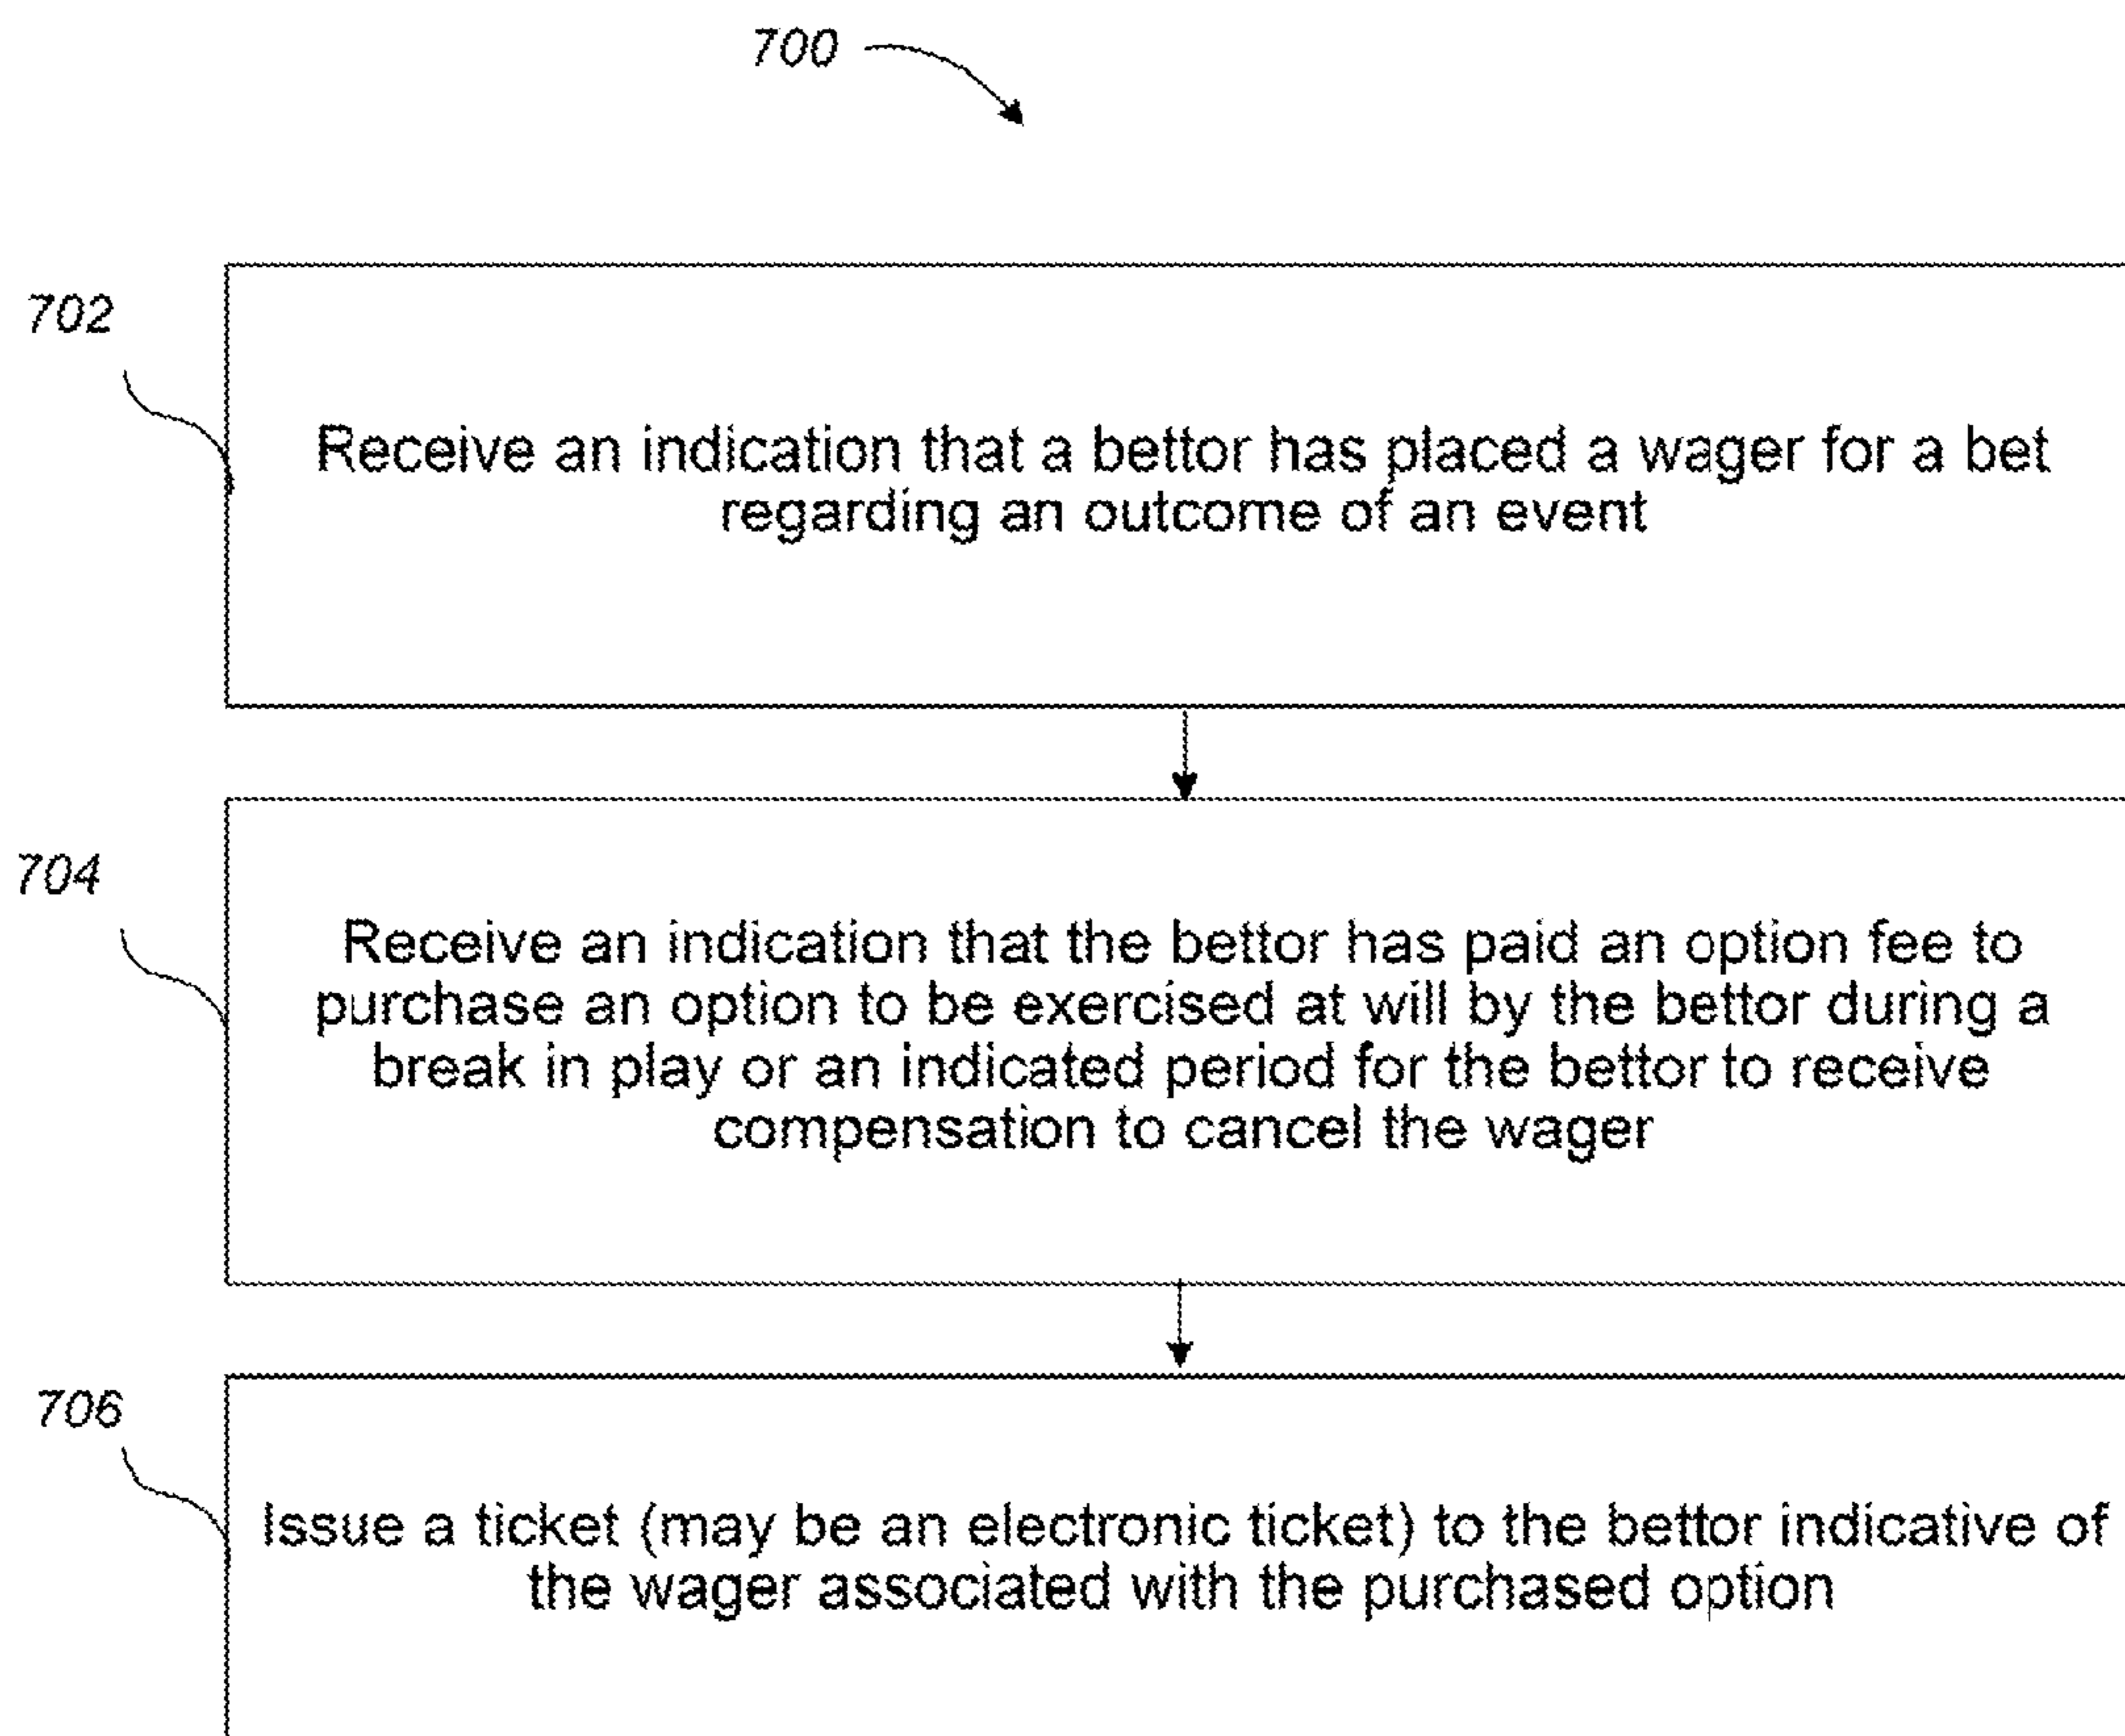 700
702
Receive an indication that a bettor has placed a wager for a bet
regarding an outcome of an event
704
Receive an indication that the bettor has paid an option fee to
purchase an option to be exercised at will by the bettor during a
break in play or an indicated period for the bettor to receive
compensation to cancel the wager
706
Issue a ticket (may be an electronic ticket) to the bettor indicative of
the wager associated with the purchased option